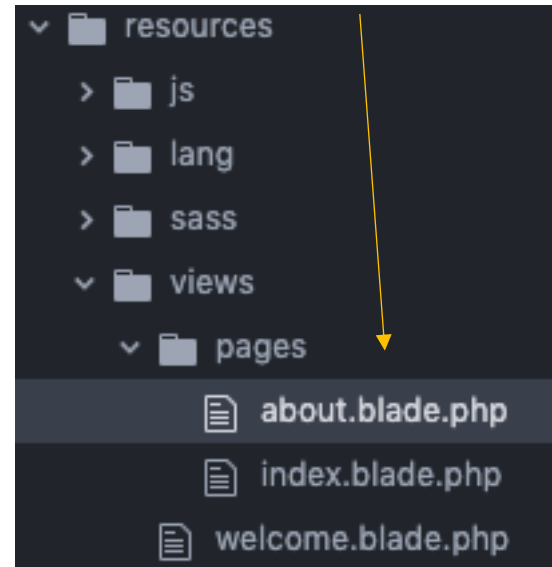 resources
js
lang
sass
views
pages
about.blade.php
index.blade.php
welcome.blade.php